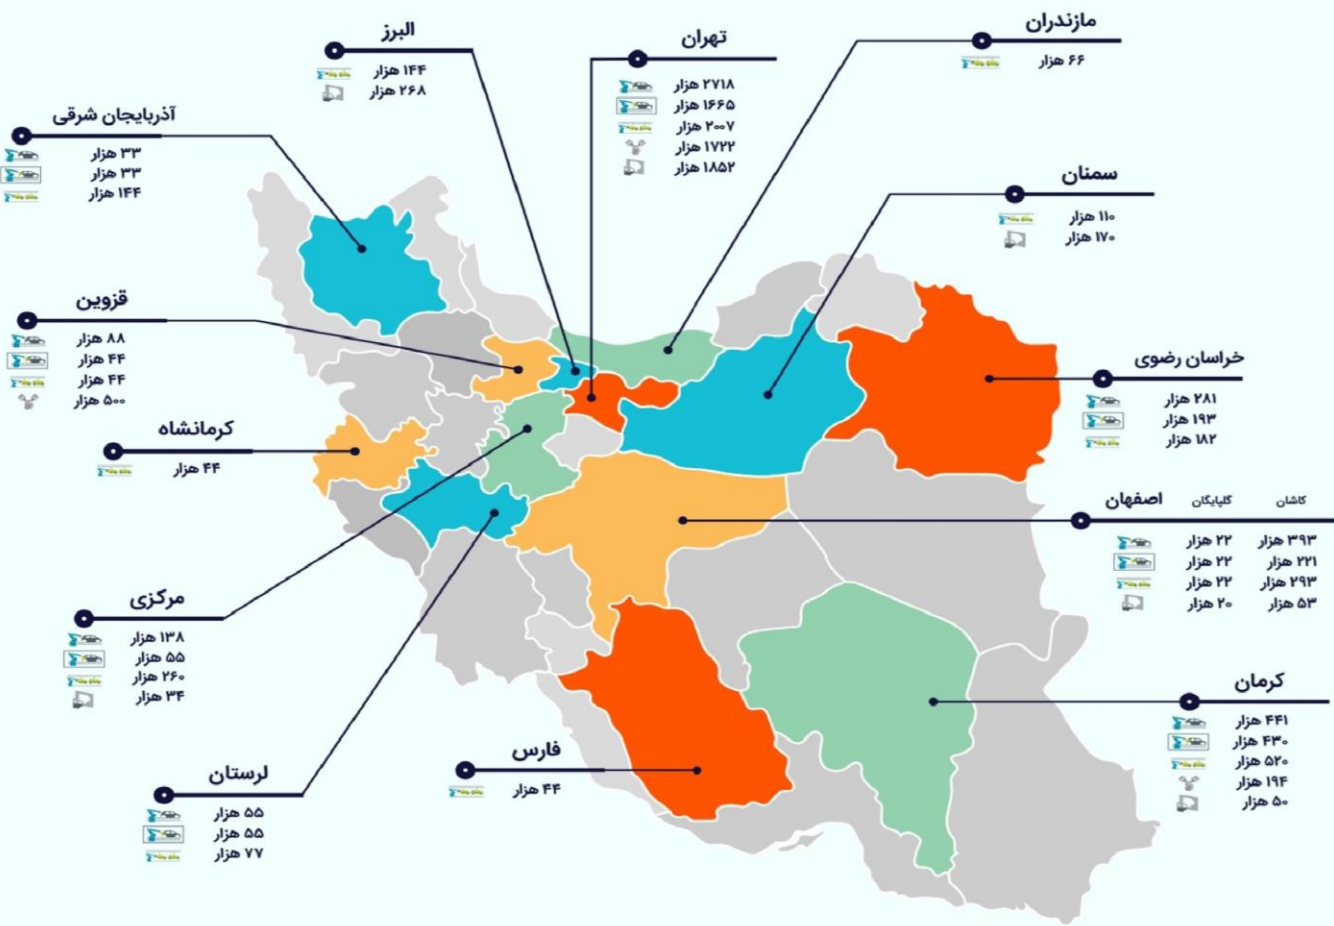 مازندران
۶۶ هزار
تهران
۲۷۱۸ هزار
۱۶۶۵ هزار
۲۰۰۷ هزار
۱۷۲۲ هزار
۱۸۵۲ هزار
البرز
۱۴۴ هزار
۲۶۸ هزار
آذربایجان شرقی
۳۳ هزار
۳۳ هزار
۱۴۴ هزار
سمنان
۱۱۰ هزار
۱۷۰ هزار
قزوین
۸۸ هزار
۴۴ هزار
۴۴ هزار
۵۰۰ هزار
خراسان رضوی
۲۸۱ هزار
۱۹۳ هزار
۱۸۲ هزار
کرمانشاه
۴۴ هزار
اصفهان گلپایگان کاشان
۲۲ هزار ۳۹۳ هزار
۲۲ هزار ۲۲۱ هزار
۲۲ هزار ۲۹۳ هزار
۲۰ هزار ۵۳ هزار
مرکزی
۱۳۸ هزار
۵۵ هزار
۲۶۰ هزار
۳۴ هزار
کرمان
۴۴۱ هزار
۴۳۰ هزار
۵۲۰ هزار
۱۹۴ هزار
۵۰ هزار
فارس
۴۴ هزار
لرستان
۵۵ هزار
۵۵ هزار
۷۷ هزار